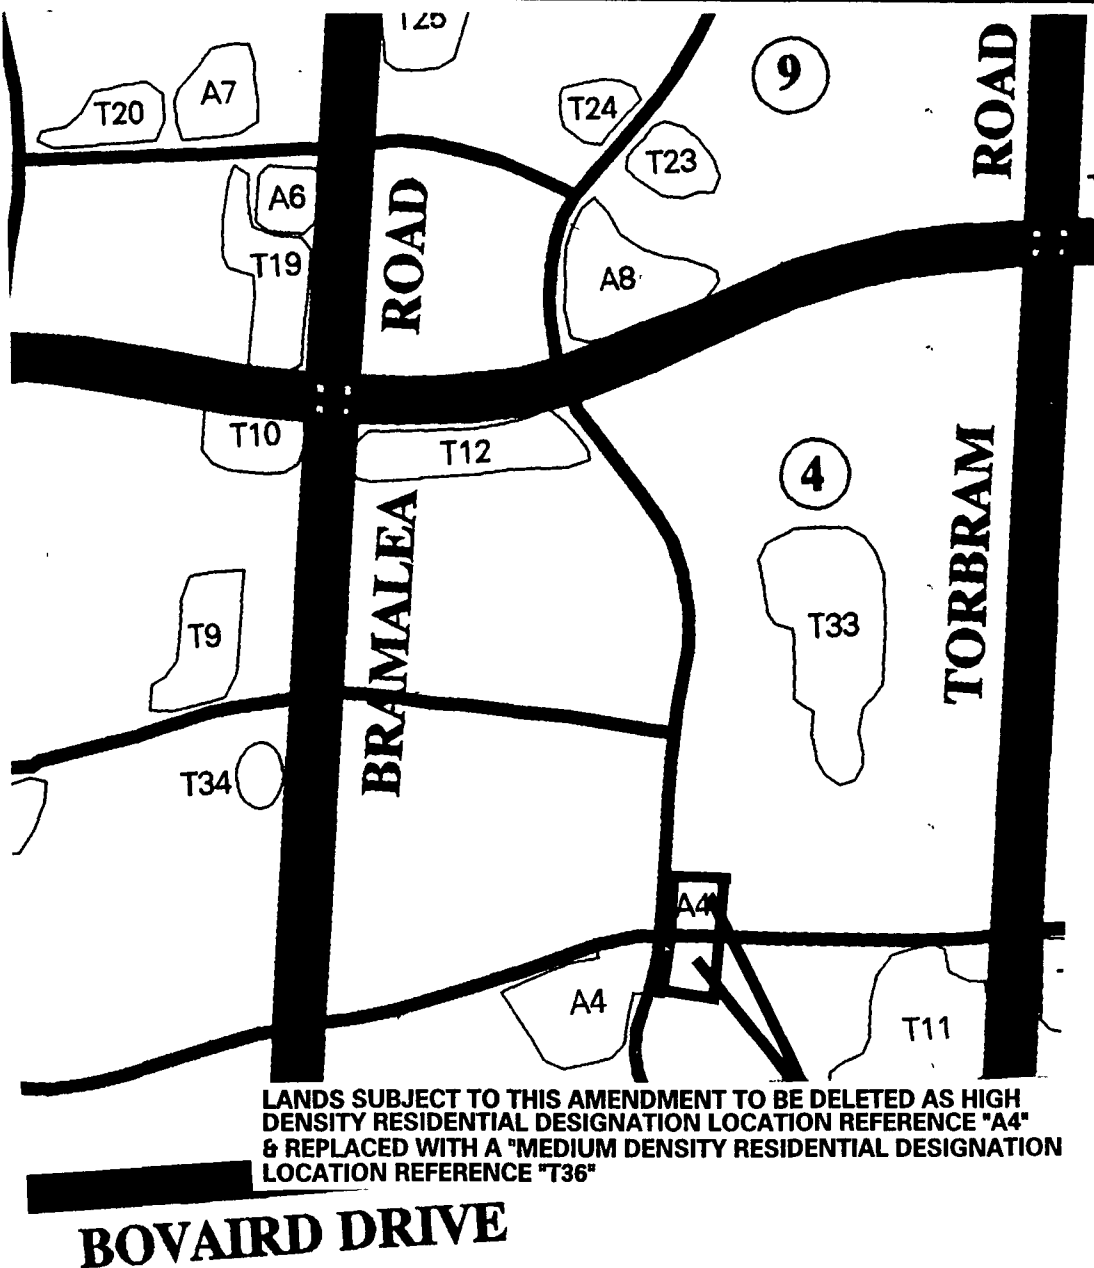 T25
9
ROAD
A7
T20
T24
T23
A6
ROAD
T19
A8
T10
T12
4
TORBRAM
BRAMALEA
T9
T33
T34
A4
A4
T11
LANDS SUBJECT TO THIS AMENDMENT TO BE DELETED AS HIGH
DENSITY RESIDENTIAL DESIGNATION LOCATION REFERENCE "A4"
& REPLACED WITH A "MEDIUM DENSITY RESIDENTIAL DESIGNATION
LOCATION REFERENCE "T36"
BOVAIRD DRIVE